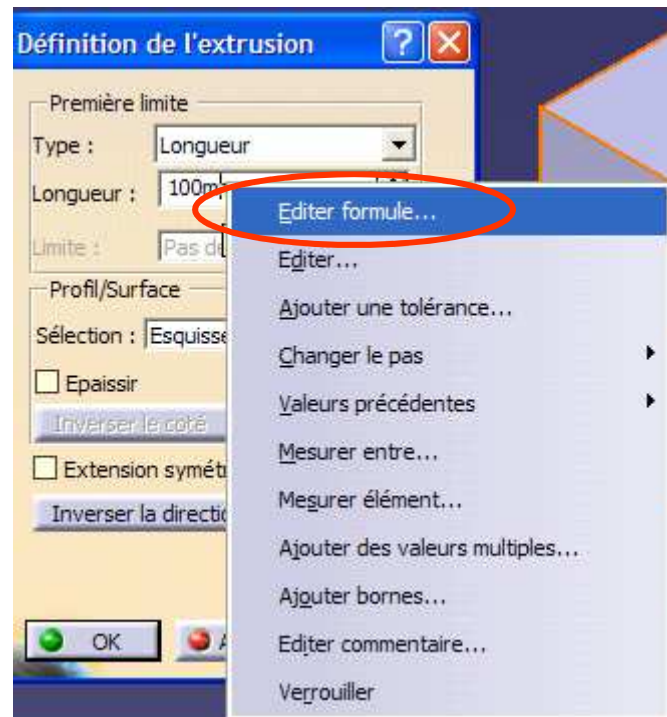 Définition de l'extrusion
Première limite
Type : Longueur
Longueur : 100m
Limite : Pas de
Profil/Surface
Sélection : Esquisse
Epaissir
Inverser le coté
Extension symét
Inverser la directio
OK A
Editer formule...
Editer...
Ajouter une tolérance...
Changer le pas
Valeurs précédentes
Mesurer entre...
Mesurer élément...
Ajouter des valeurs multiples...
Ajouter bornes...
Editer commentaire...
Verrouiller